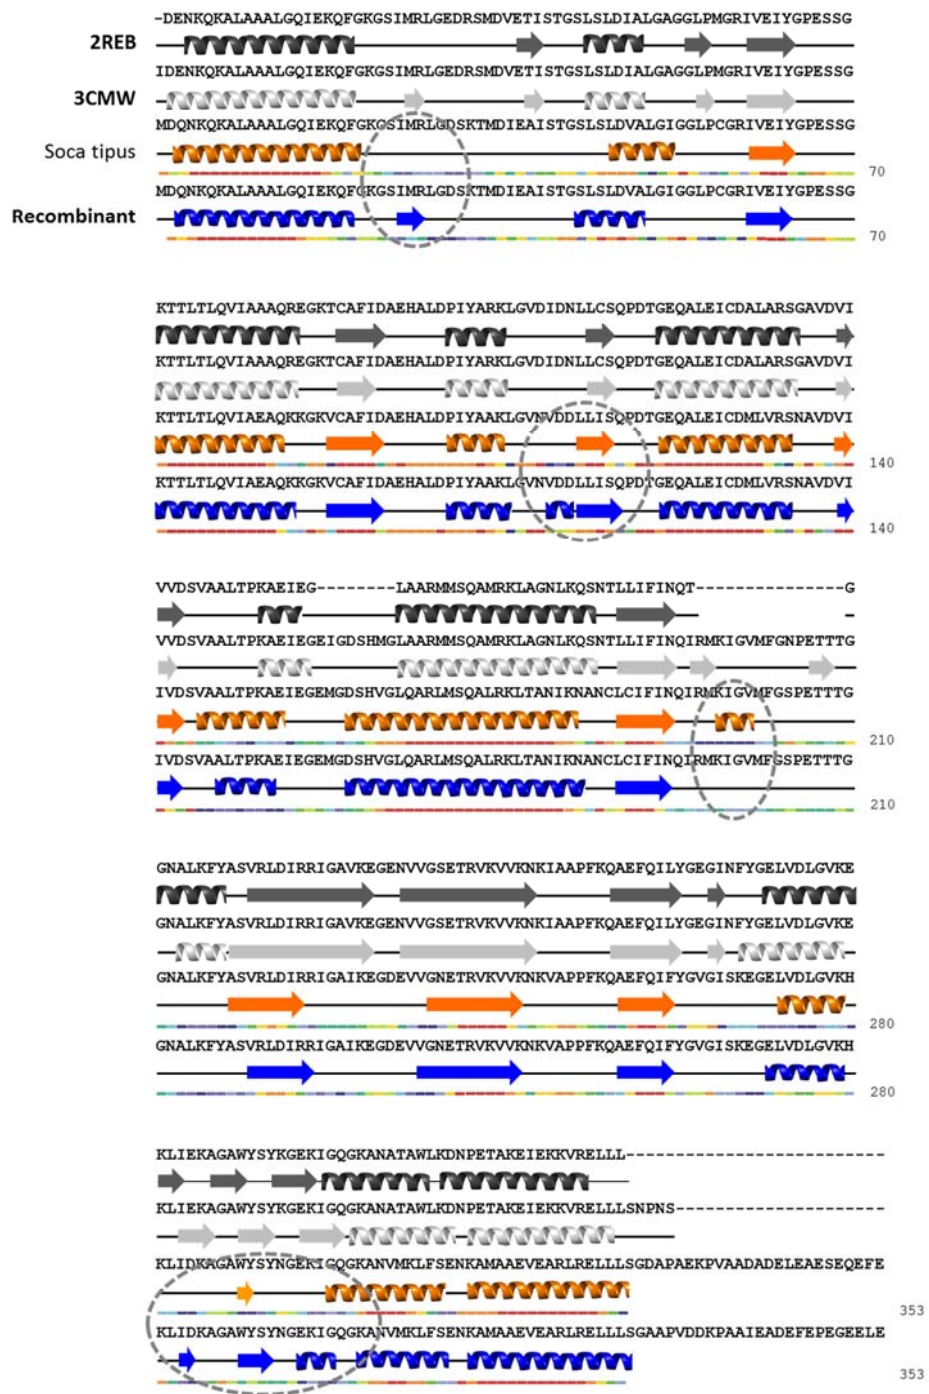 -DENKQKALAAALGQIEKQFGKGSIMRLGEDRSMDVETISTGSLSLDIALGAGGLPMGRIVEIYGPESSG
2REB
IDENKQKALAAALGQIEKQFGKGSIMRLGEDRSMDVETISTGSLSLDIALGAGGLPMGRIVEIYGPESSG
3CMW
MDQNKQKALAAALGQIEKQFGKGSIMRLGDSKTMDIEAISTGSLSLDVALGIGGLPCGRIVEIYGPESSG
Soca tipus
70
MDQNKQKALAAALGQIEKQFGKGSIMRLGDSKTMDIEAISTGSLSLDVALGIGGLPCGRIVEIYGPESSG
Recombinant
70
KTTLTLQVIAAAQREGKTCAFIDAEHALDPIYARKLGVDIDNLLCSQPDTGEQALEICDALARSGAVDVI
KTTLTLQVIAAAQREGKTCAFIDAEHALDPIYARKLGVDIDNLLCSQPDTGEQALEICDALARSGAVDVI
KTTLTLQVIAEAQKKGKVCAFIDAEHALDPIYAAKLGVNVDDLLISQPDTGEQALEICDMLVRSNAVDVI
140
KTTLTLQVIAEAQKKGKVCAFIDAEHALDPIYAAKLGVNVDDLLISQPDTGEQALEICDMLVRSNAVDVI
140
VVDSVAALTPKAEIEG--------LAARMMSQAMRKLAGNLKQSNTLLIFINQT---------------G
VVDSVAALTPKAEIEGEIGDSHMGLAARMMSQAMRKLAGNLKQSNTLLIFINQIRMKIGVMFGNPETTTG
IVDSVAALTPKAEIEGEMGDSHVGLQARLMSQALRKLTANIKNANCLCIFINQIRMKIGVMFGSPETTTG
210
IVDSVAALTPKAEIEGEMGDSHVGLQARLMSQALRKLTANIKNANCLCIFINQIRMKIGVMFGSPETTTG
210
GNALKFYASVRLDIRRIGAVKEGENVVGSETRVKVVKNKIAAPFKQAEFQILYGEGINFYGELVDLGVKE
GNALKFYASVRLDIRRIGAVKEGENVVGSETRVKVVKNKIAAPFKQAEFQILYGEGINFYGELVDLGVKE
GNALKFYASVRLDIRRIGAIKEGDEVVGNETRVKVVKNKVAPPFKQAEFQIFYGVGISKEGELVDLGVKH
280
GNALKFYASVRLDIRRIGAIKEGDEVVGNETRVKVVKNKVAPPFKQAEFQIFYGVGISKEGELVDLGVKH
280
KLIEKAGAWYSYKGEKIGQGKANATAWLKDNPETAKEIEKKVRELLL--------------------------
KLIEKAGAWYSYKGEKIGQGKANATAWLKDNPETAKEIEKKVRELLLSNPNS---------------------
KLIDKAGAWYSYNGEKIGQGKANVMKLFSENKAMAAEVEARLRELLLSGDAPAEKPVAADADELEAESEQEFE
353
KLIDKAGAWYSYNGEKIGQGKANVMKLFSENKAMAAEVEARLRELLLSGAAPVDDKPAAIEADEFEPEGEELE
353